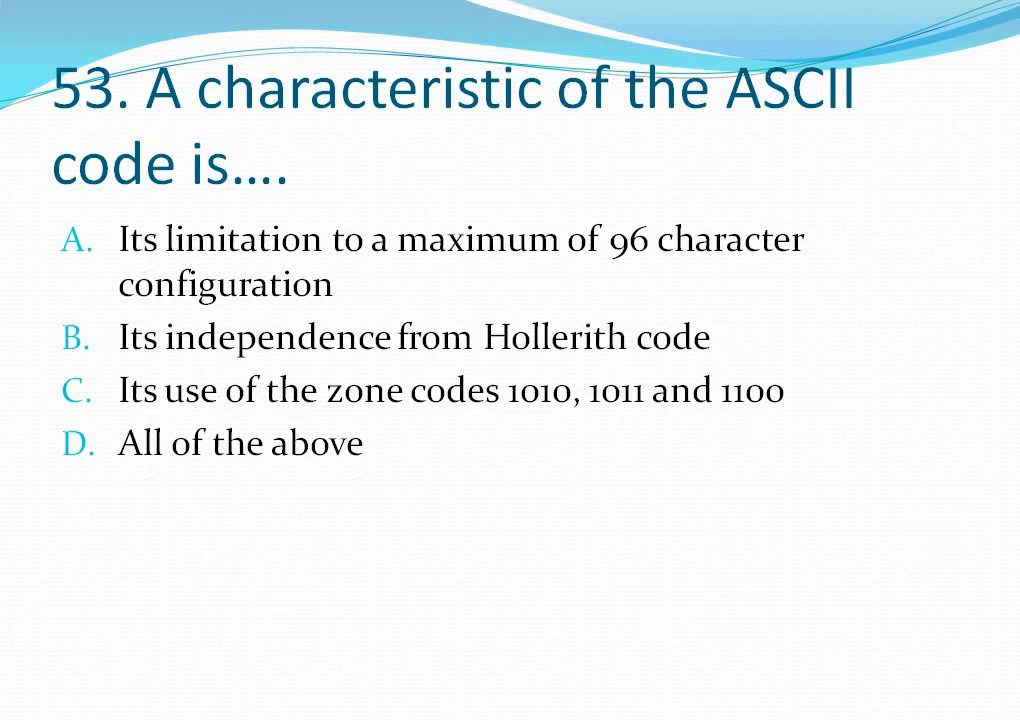 53. A characteristic of the ASCII
code is....
A. Its limitation to a maximum of 96 character
configuration
B. Its independence from Hollerith code
C. Its use of the zone codes 1010, 1011 and 1100
D. All of the above